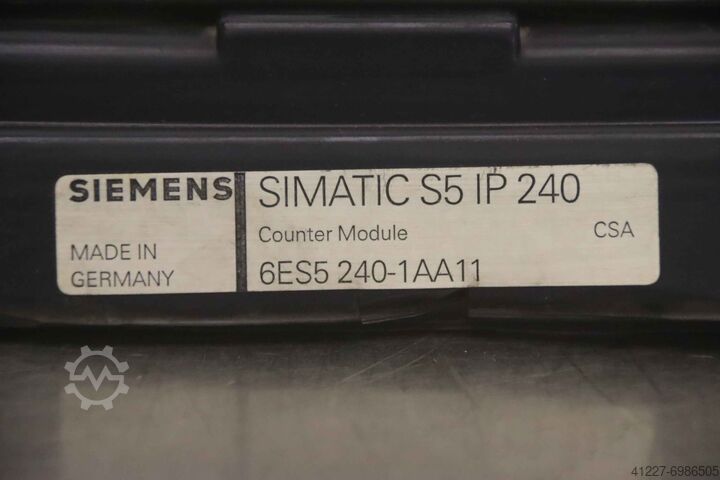 SIEMENS
MADE IN
GERMANY
SIMATIC S5 IP 240
Counter Module
CSA
6ES5 240-1AA11
41227-6986505